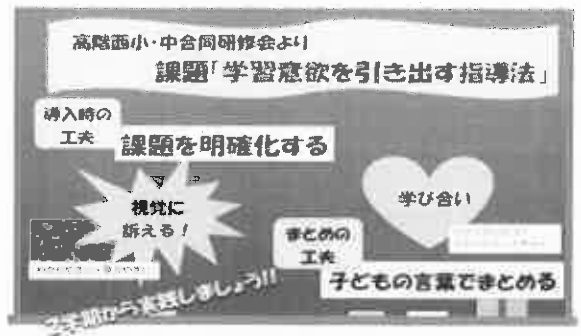 高階西小・中合同研修会より
課題「学習意欲を引き出す指導法」
導入時の
工夫
課題を明確化する
視覚に
訴える！
学び合い
まとめの
工夫
子どもの言葉でまとめる
2学期から実践しましょう!!